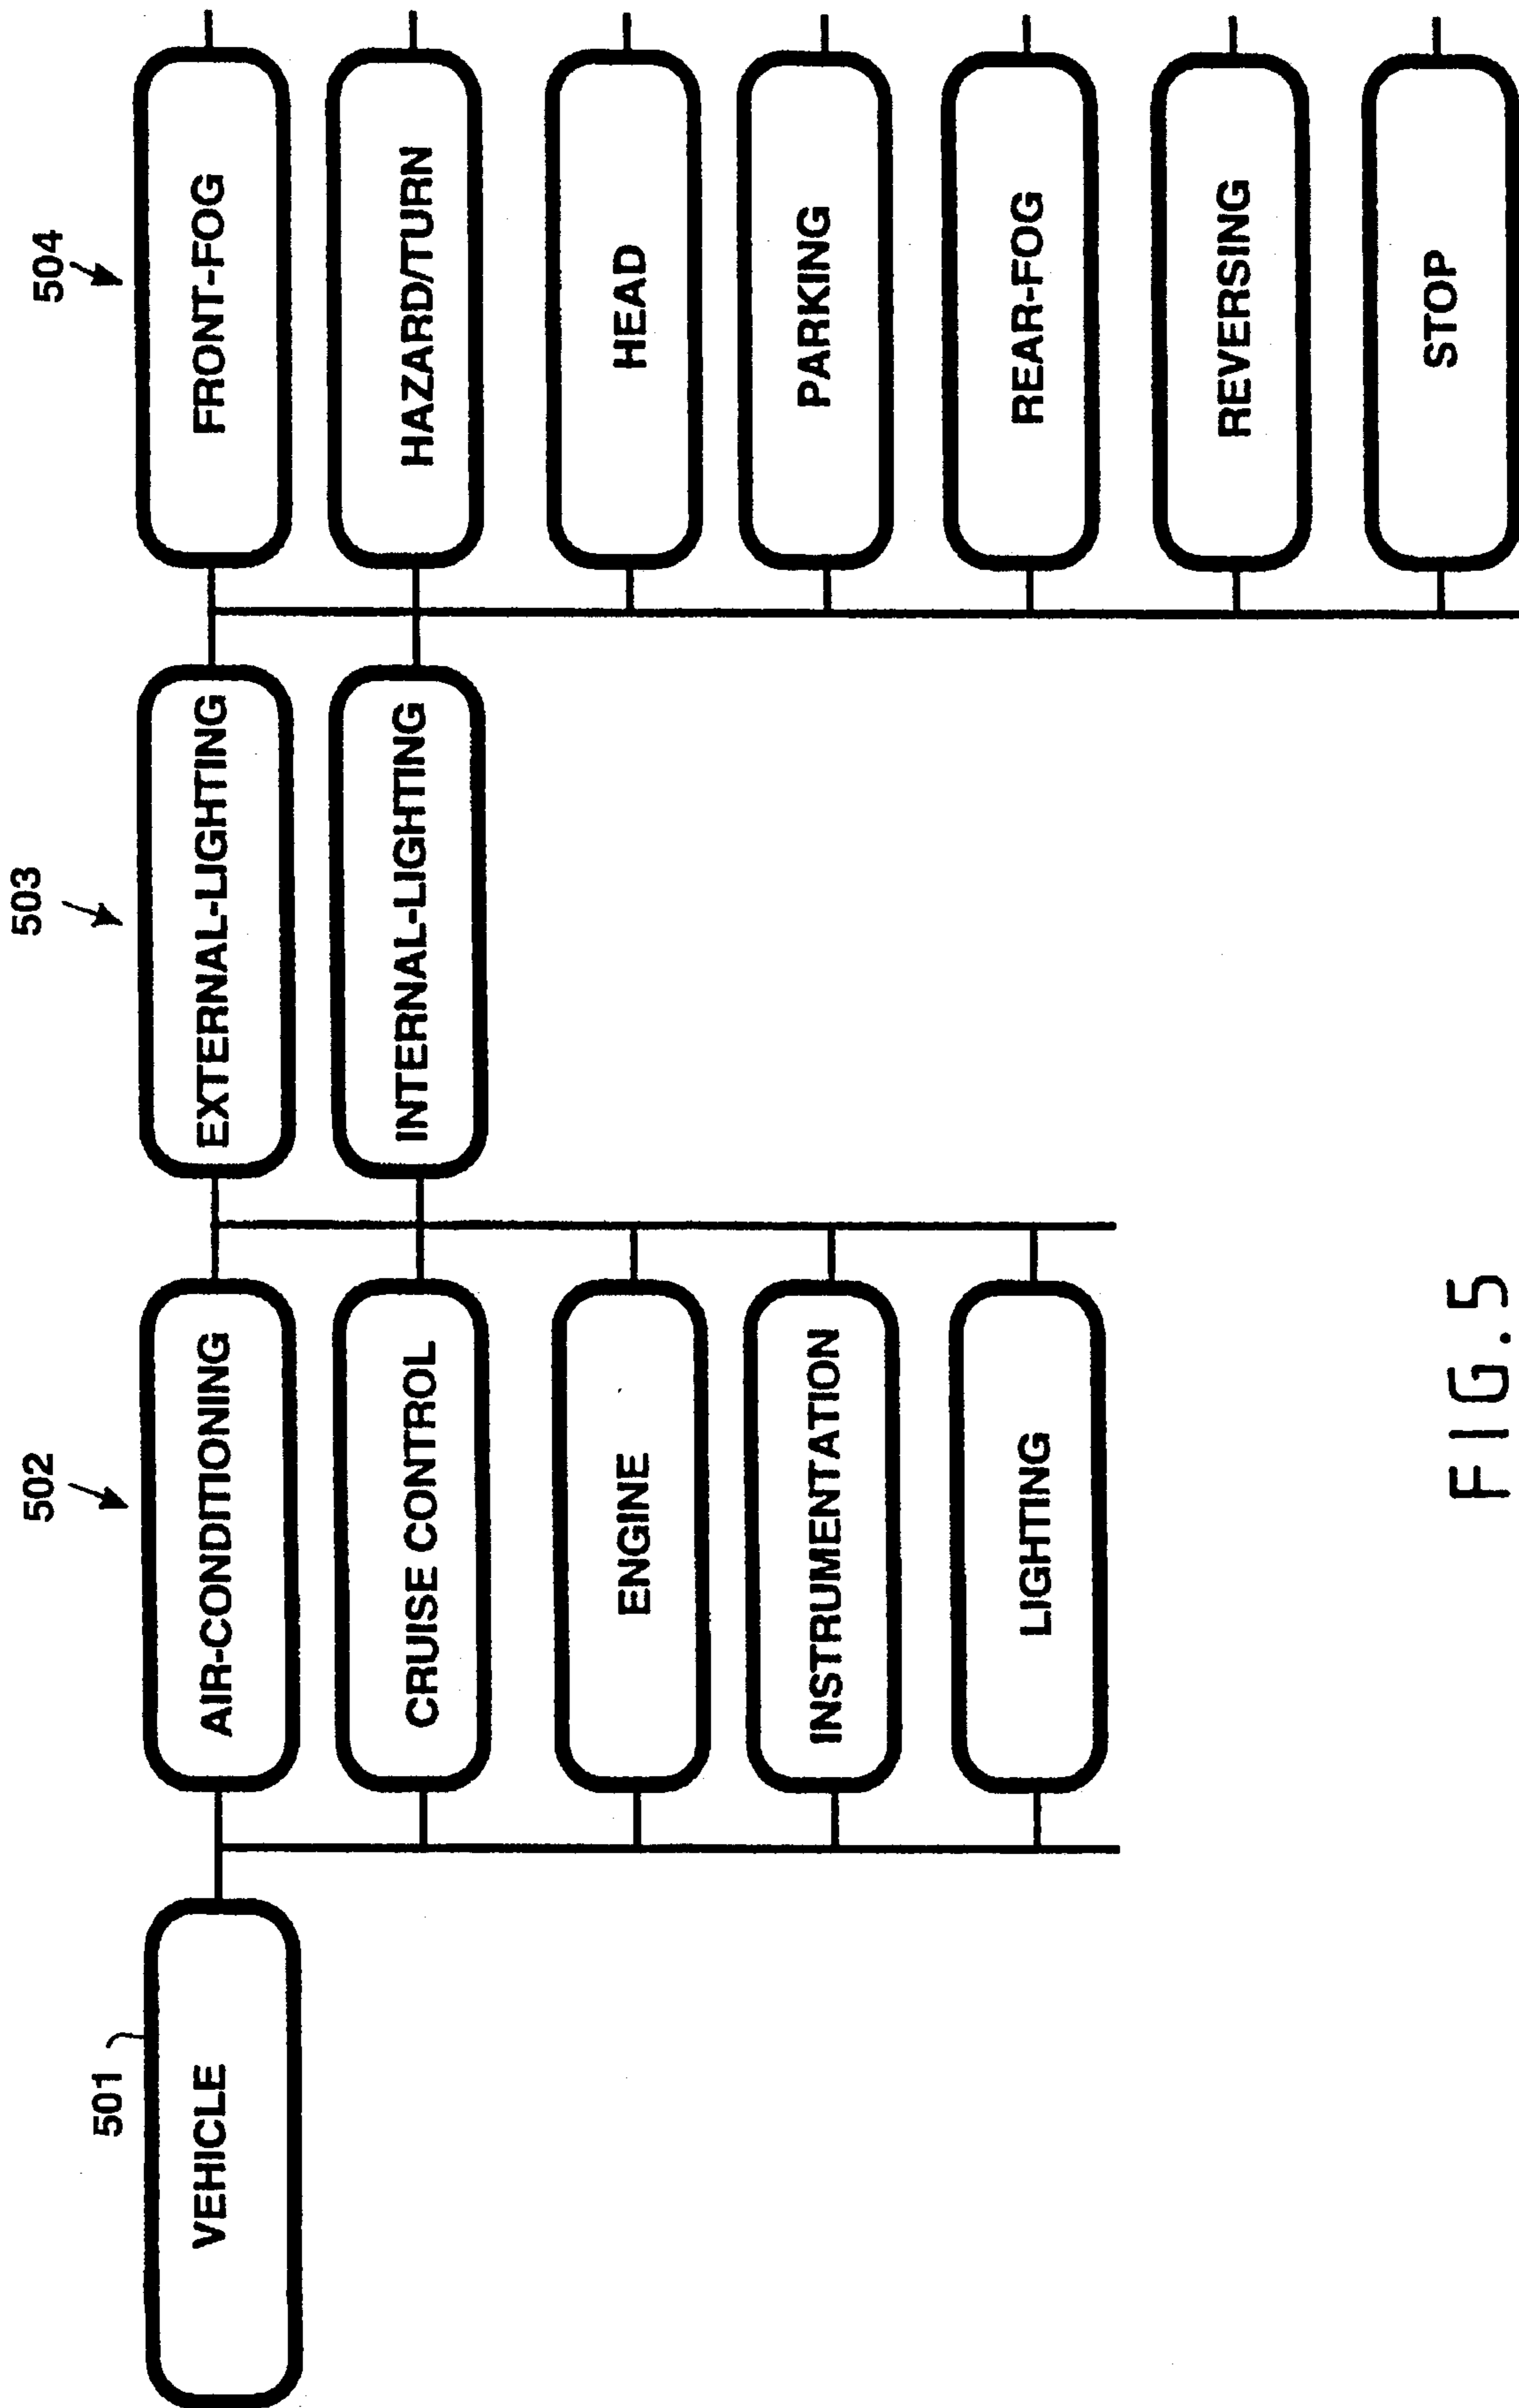 501
VEHICLE
502
AIR-CONDITIONING
CRUISE CONTROL
ENGINE
INSTRUMENTATION
LIGHTING
503
EXTERNAL-LIGHTING
INTERNAL-LIGHTING
504
FRONT-FOG
HAZARD/TURN
HEAD
PARKING
REAR-FOG
REVERSING
STOP
FIG.5